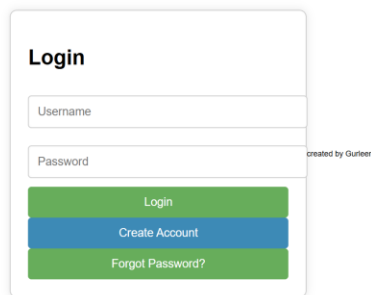 Login
Username
Password
created by Gurleen
Login
Create Account
Forgot Password?